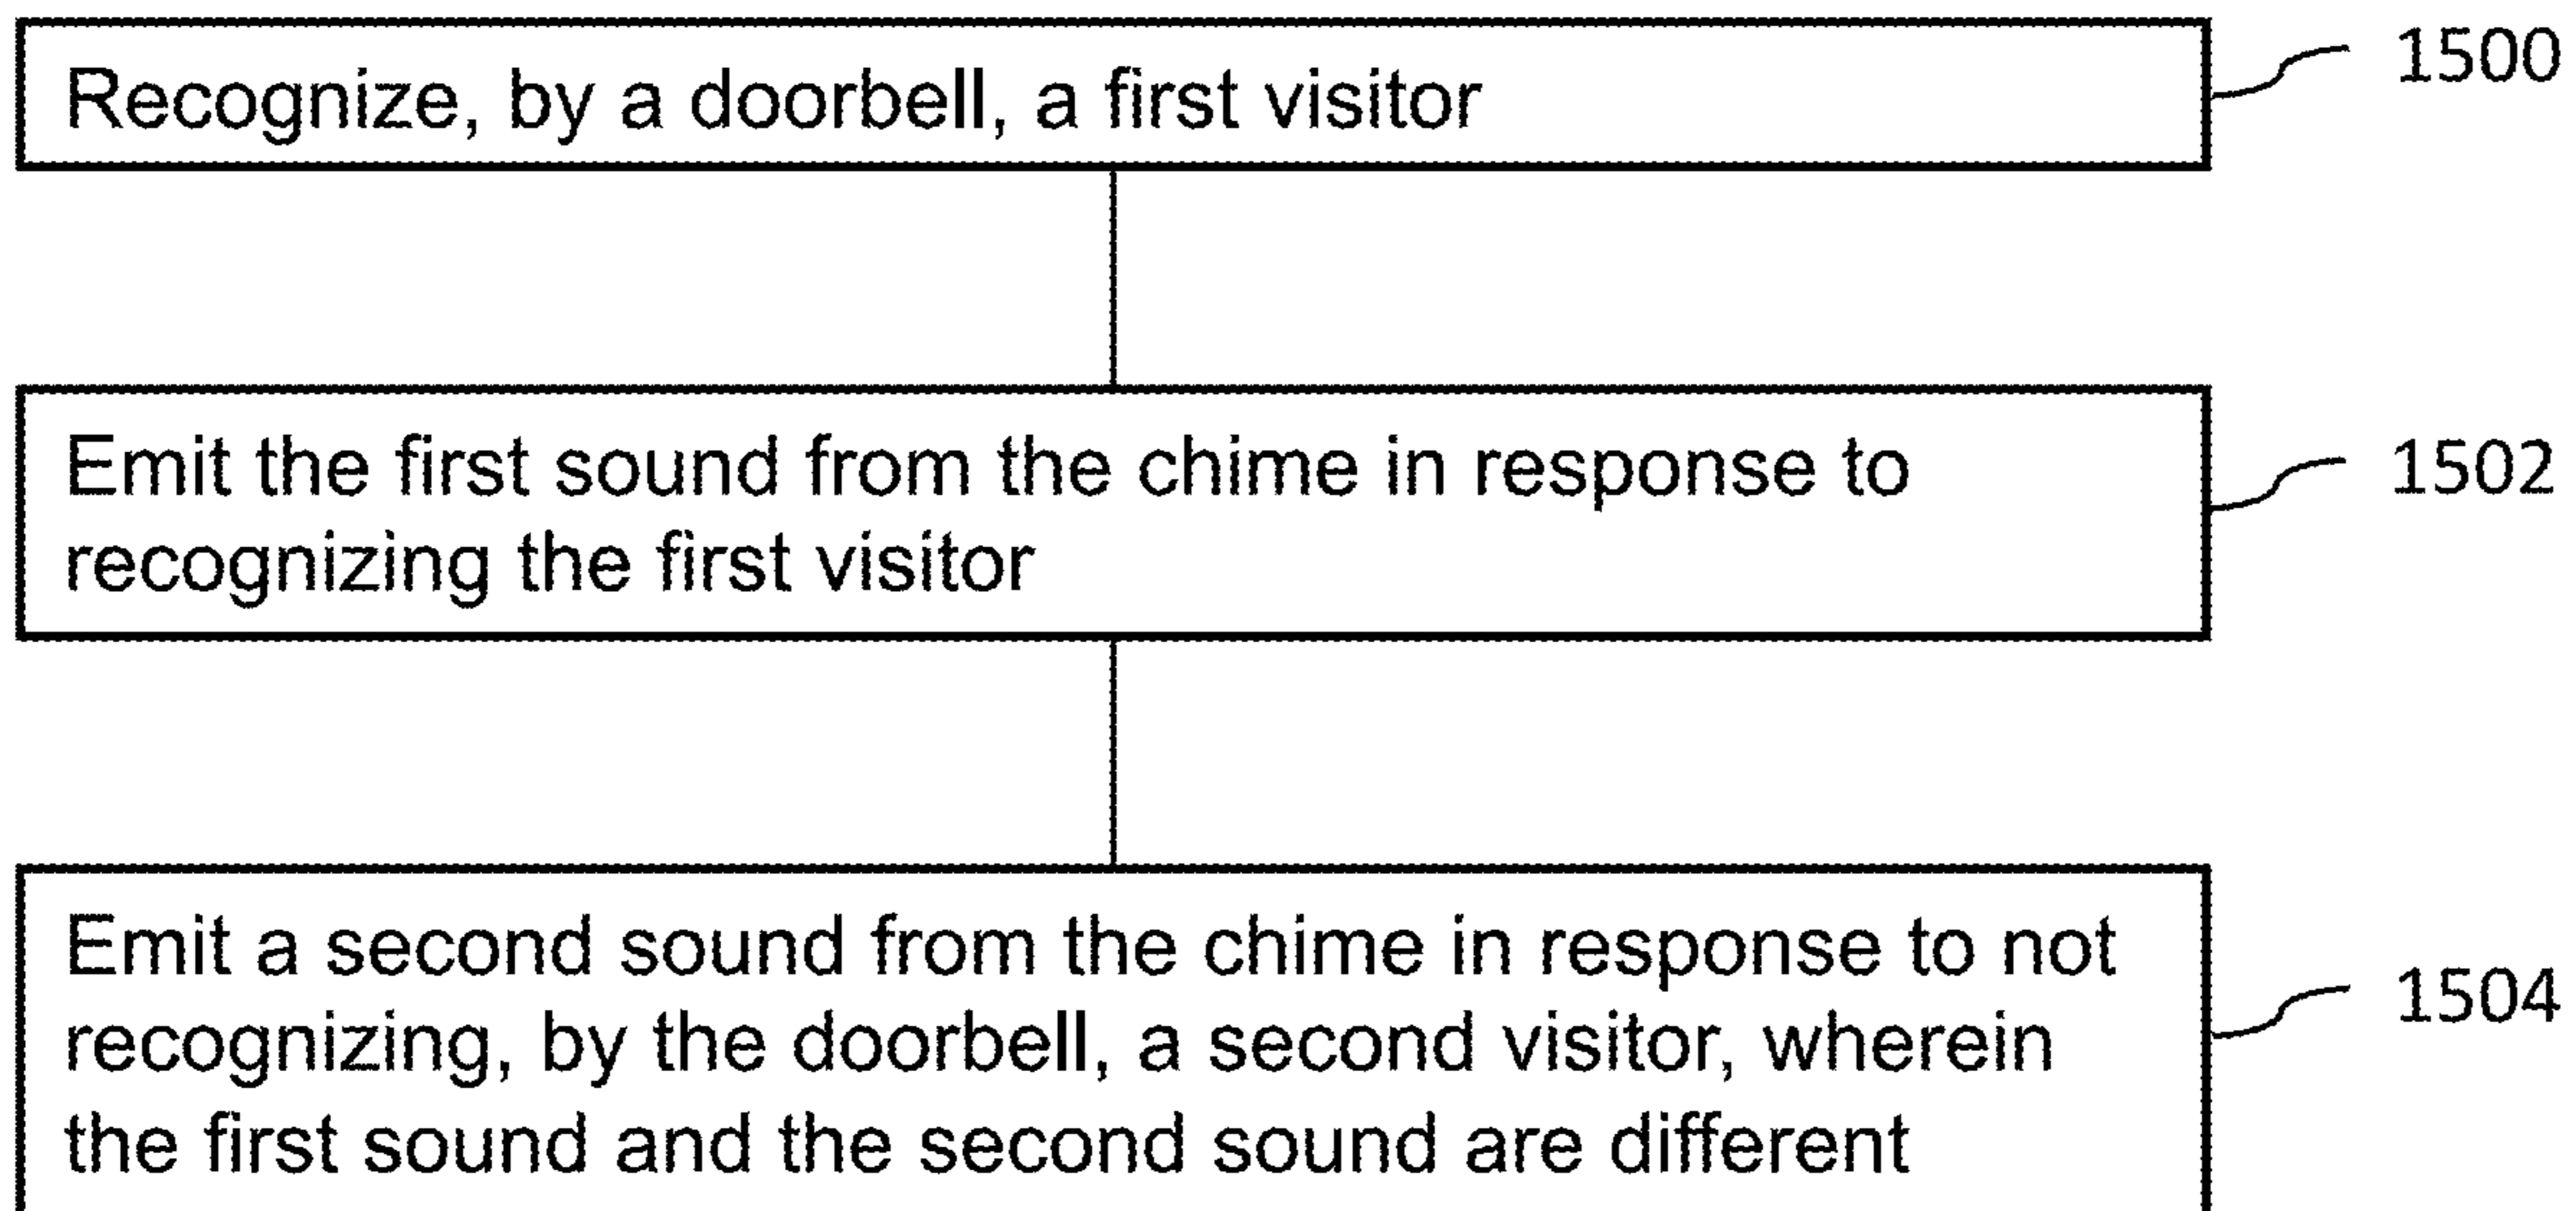 Recognize, by a doorbell, a first visitor
1500
Emit the first sound from the chime in response to
recognizing the first visitor
1502
Emit a second sound from the chime in response to not
recognizing, by the doorbell, a second visitor, wherein
the first sound and the second sound are different
1504